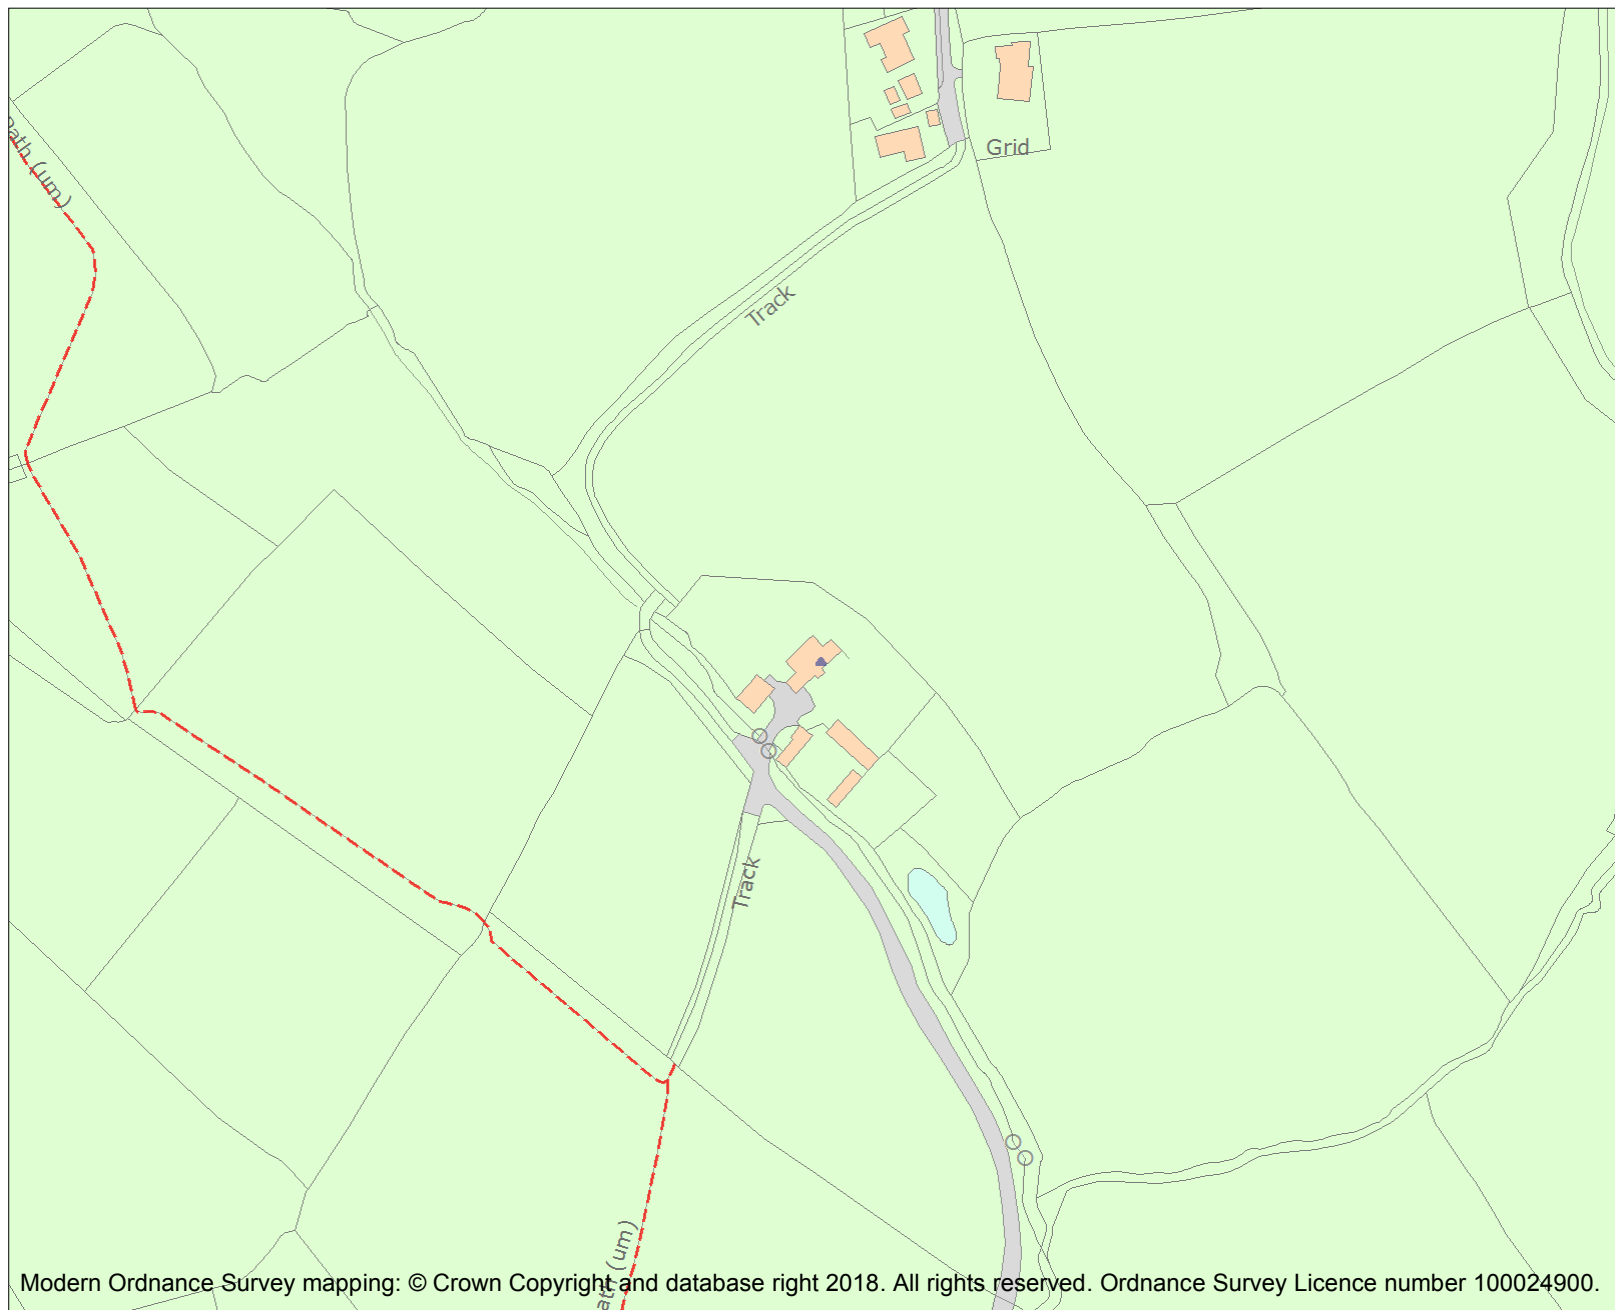 Path (um)
Grid
Track
Track
ath (um)
Modern Ordnance Survey mapping: © Crown Copyright and database right 2018. All rights reserved. Ordnance Survey Licence number 100024900.